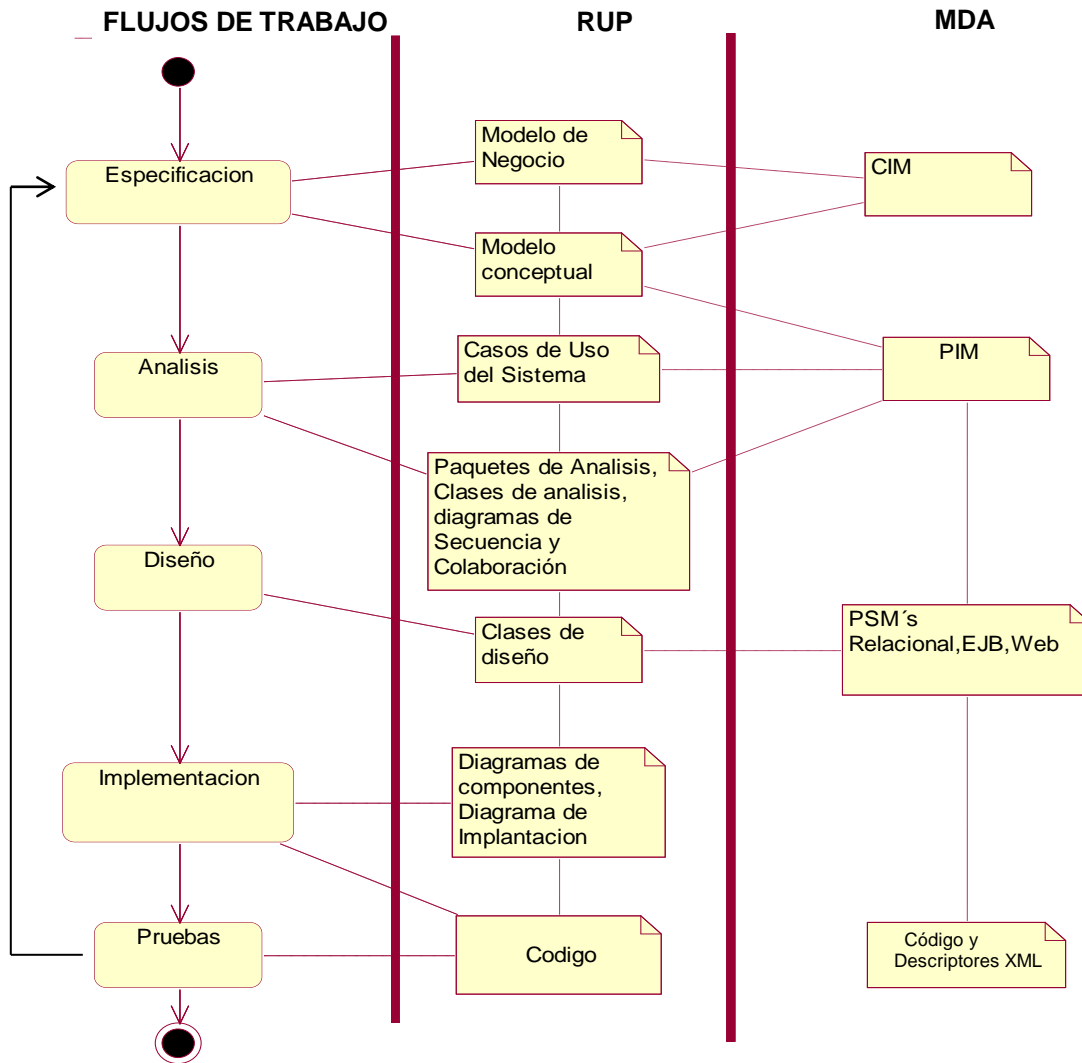 _ FLUJOS DE TRABAJO
RUP
MDA
Modelo de
Negocio
Especificacion
CIM
Modelo
conceptual
Casos de Uso
del Sistema
PIM
Analisis
Paquetes de Analisis,
Clases de analisis,
diagramas de
Secuencia y
Colaboración
Diseño
Clases de
diseño
PSM´s
Relacional,EJB,Web
Implementacion
Diagramas de
componentes,
Diagrama de
Implantacion
Pruebas
Codigo
Código y
Descriptores XML